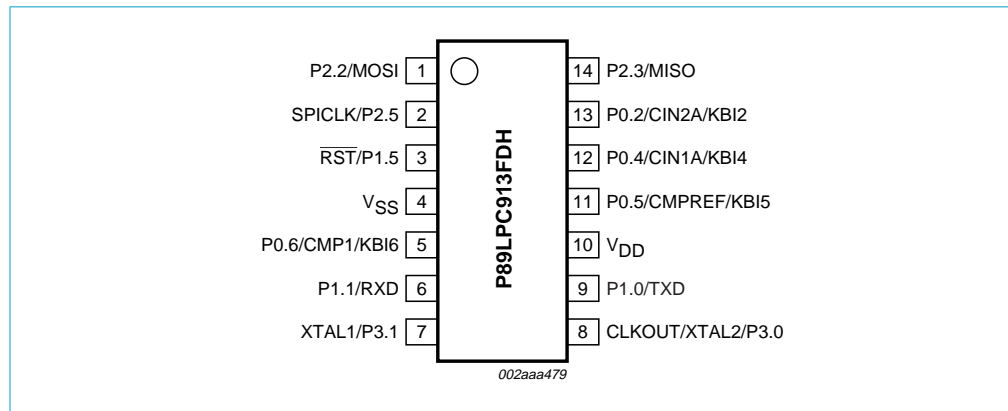 P2.2/MOSI 1 14 P2.3/MISO
SPICLK/P2.5 2 13 P0.2/CIN2A/KBI2
R̅S̅T̅/P1.5 3 12 P0.4/CIN1A/KBI4
VSS 4 11 P0.5/CMPREF/KBI5
P0.6/CMP1/KBI6 5 10 VDD
P1.1/RXD 6 9 P1.0/TXD
XTAL1/P3.1 7 8 CLKOUT/XTAL2/P3.0
P89LPC913FDH
002aaa479